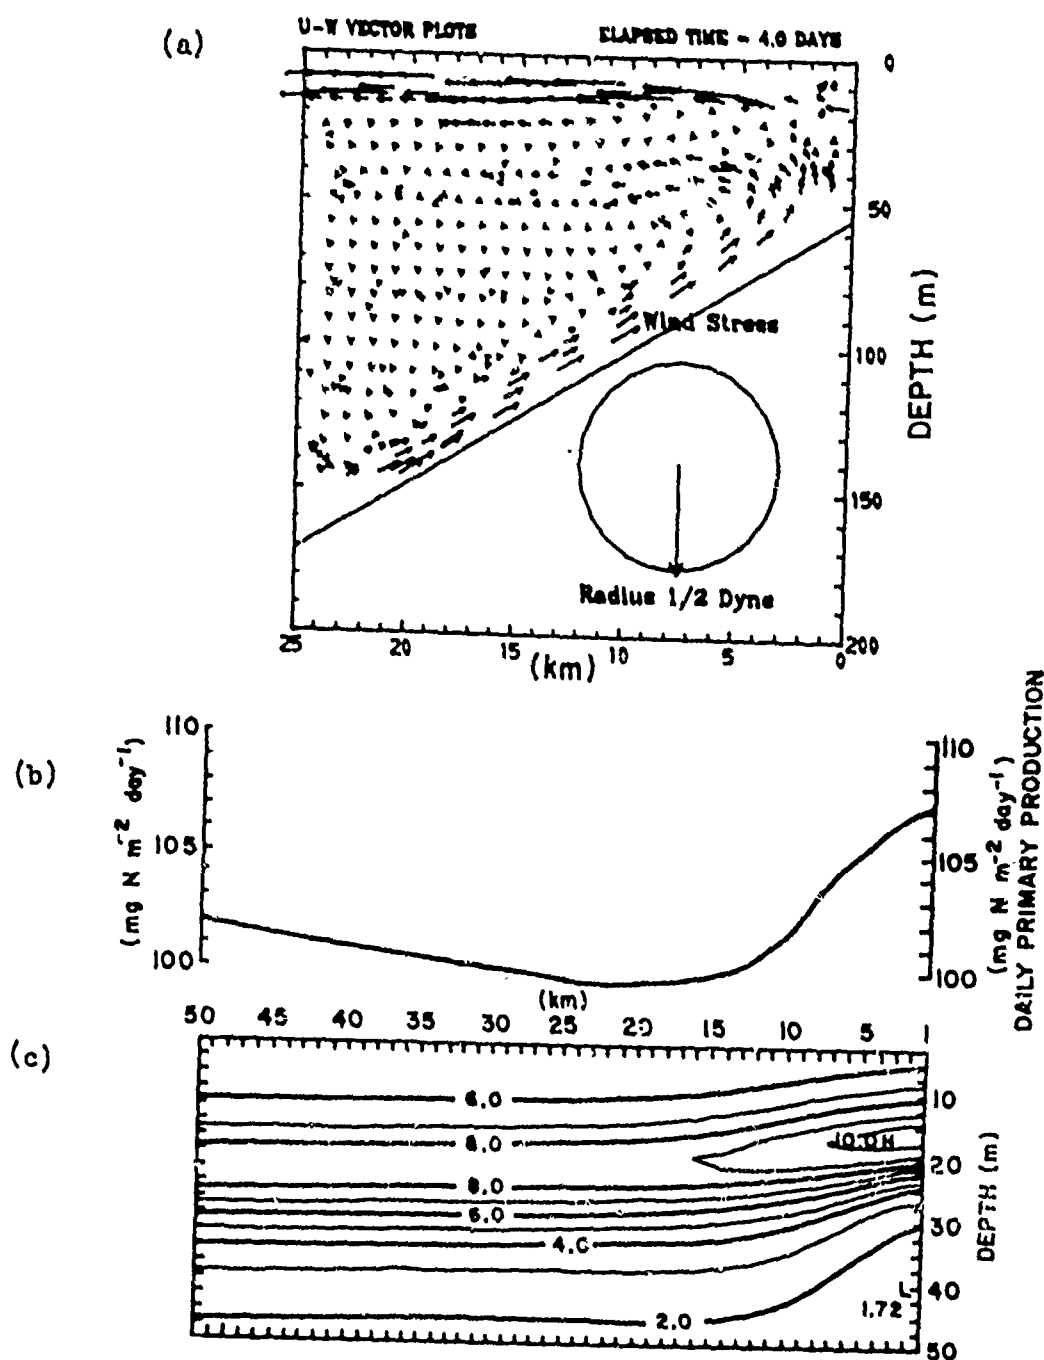 (a)
U-W VECTOR PLOTS ELAPSED TIME - 4.0 DAYS
0
50
100
150
200
DEPTH (m)
Wind Stress
Radius 1/2 Dyne
25 20 15 10 5 0
(km)
(b)
110
105
100
(mg N m⁻² day⁻¹)
110
105
100
(mg N m⁻² day⁻¹)
DAILY PRIMARY PRODUCTION
(km)
50 45 40 35 30 25 20 15 10 5 1
(c)
6.0
8.0
10.0H
8.0
6.0
4.0
2.0
L
1.72
10
20
30
40
50
DEPTH (m)